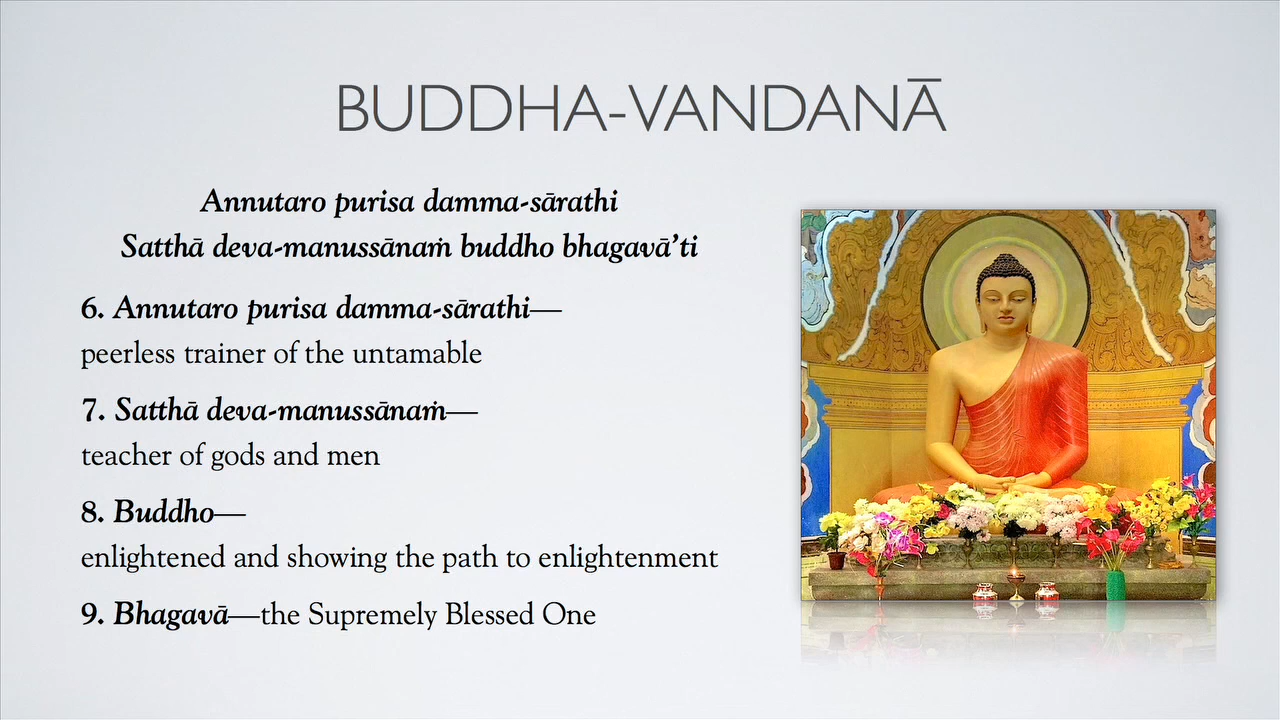 BUDDHA-VANDANĀ
Annutaro purisa damma-sārathi
Satthā deva-manussānaṁ buddho bhagavā’ti
6. Annutaro purisa damma-sārathi—
peerless trainer of the untamable
7. Satthā deva-manussānaṁ—
teacher of gods and men
8. Buddho—
enlightened and showing the path to enlightenment
9. Bhagavā—the Supremely Blessed One